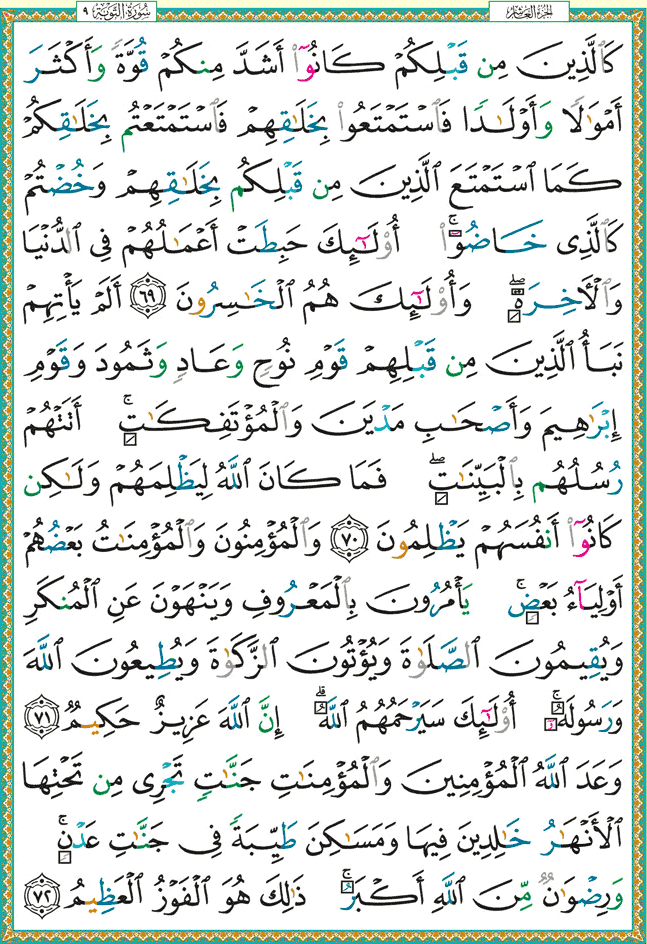 الجزء العاشر سورة التوبة ٩
كَٱلَّذِينَ مِن قَبْلِكُمْ كَانُوٓا۟ أَشَدَّ مِنكُمْ قُوَّةً وَأَكْثَرَ
أَمْوَٰلًا وَأَوْلَـٰدًا فَٱسْتَمْتَعُوا۟ بِخَلَـٰقِهِمْ فَٱسْتَمْتَعْتُم بِخَلَـٰقِكُمْ
كَمَا ٱسْتَمْتَعَ ٱلَّذِينَ مِن قَبْلِكُم بِخَلَـٰقِهِمْ وَخُضْتُمْ
كَٱلَّذِى خَاضُوٓا۟ ۚ أُو۟لَـٰٓئِكَ حَبِطَتْ أَعْمَـٰلُهُمْ فِى ٱلدُّنْيَا
وَٱلْـَٔاخِرَةِ ۖ وَأُو۟لَـٰٓئِكَ هُمُ ٱلْخَـٰسِرُونَ ٦٩ أَلَمْ يَأْتِهِمْ
نَبَأُ ٱلَّذِينَ مِن قَبْلِهِمْ قَوْمِ نُوحٍ وَعَادٍ وَثَمُودَ وَقَوْمِ
إِبْرَٰهِيمَ وَأَصْحَـٰبِ مَدْيَنَ وَٱلْمُؤْتَفِكَـٰتِ ۚ أَتَتْهُمْ
رُسُلُهُم بِٱلْبَيِّنَـٰتِ ۖ فَمَا كَانَ ٱللَّهُ لِيَظْلِمَهُمْ وَلَـٰكِن
كَانُوٓا۟ أَنفُسَهُمْ يَظْلِمُونَ ٧٠ وَٱلْمُؤْمِنُونَ وَٱلْمُؤْمِنَـٰتُ بَعْضُهُمْ
أَوْلِيَآءُ بَعْضٍ ۚ يَأْمُرُونَ بِٱلْمَعْرُوفِ وَيَنْهَوْنَ عَنِ ٱلْمُنكَرِ
وَيُقِيمُونَ ٱلصَّلَوٰةَ وَيُؤْتُونَ ٱلزَّكَوٰةَ وَيُطِيعُونَ ٱللَّهَ
وَرَسُولَهُۥٓ ۚ أُو۟لَـٰٓئِكَ سَيَرْحَمُهُمُ ٱللَّهُ ۗ إِنَّ ٱللَّهَ عَزِيزٌ حَكِيمٌ ٧١
وَعَدَ ٱللَّهُ ٱلْمُؤْمِنِينَ وَٱلْمُؤْمِنَـٰتِ جَنَّـٰتٍ تَجْرِى مِن تَحْتِهَا
ٱلْأَنْهَـٰرُ خَـٰلِدِينَ فِيهَا وَمَسَـٰكِنَ طَيِّبَةً فِى جَنَّـٰتِ عَدْنٍ ۚ
وَرِضْوَٰنٌ مِّنَ ٱللَّهِ أَكْبَرُ ۚ ذَٰلِكَ هُوَ ٱلْفَوْزُ ٱلْعَظِيمُ ٧٢